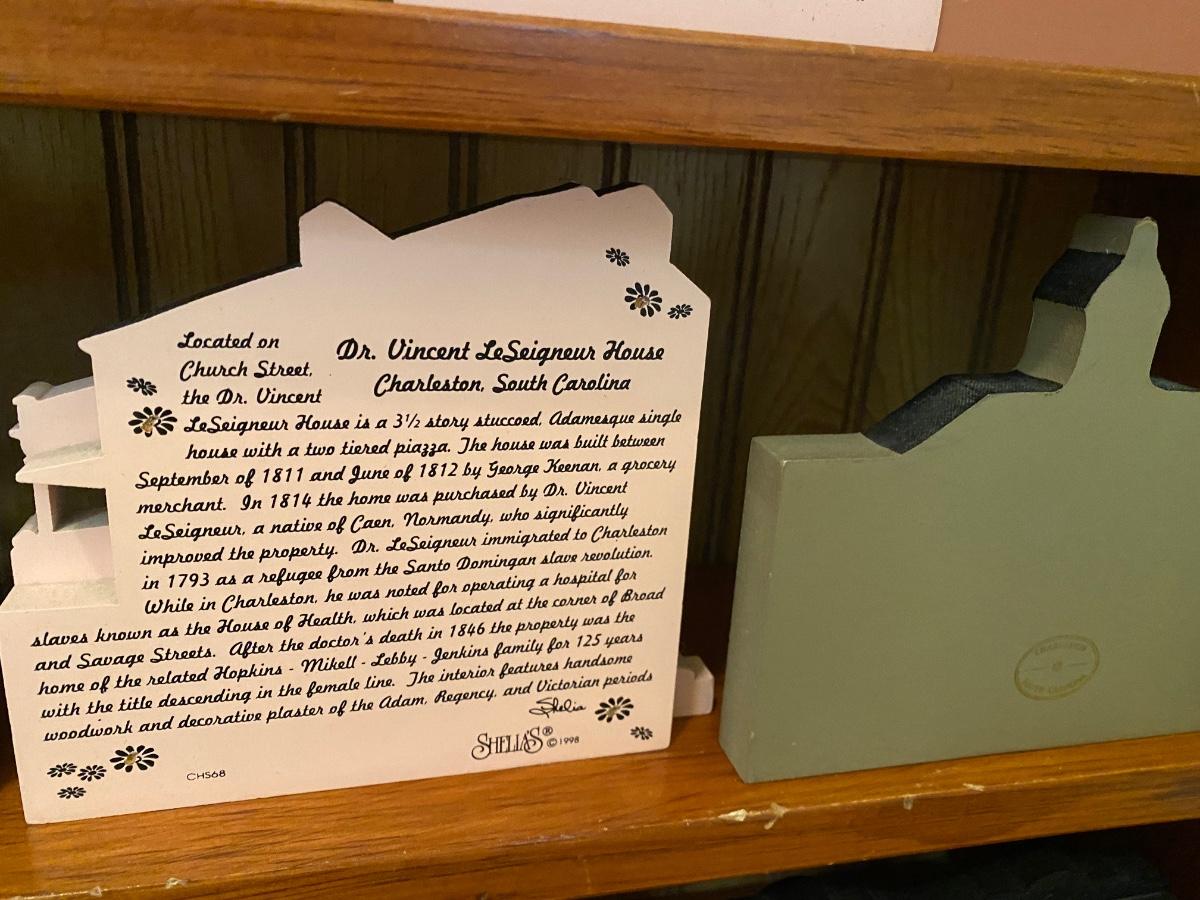 Located on
Church Street,
the Dr. Vincent
Dr. Vincent LeSeigneur House
Charleston, South Carolina
LeSeigneur House is a 3½ story stuccoed, Adamesque single
house with a two tiered piazza. The house was built between
September of 1811 and June of 1812 by George Keenan, a grocery
merchant. In 1814 the home was purchased by Dr. Vincent
LeSeigneur, a native of Caen, Normandy, who significantly
improved the property. Dr. LeSeigneur immigrated to Charleston
in 1793 as a refugee from the Santo Domingan slave revolution.
While in Charleston, he was noted for operating a hospital for
slaves known as the House of Health, which was located at the corner of Broad
and Savage Streets. After the doctor's death in 1846 the property was the
home of the related Hopkins - Mikell - Lebby - Jenkins family for 125 years
with the title descending in the female line. The interior features handsome
woodwork and decorative plaster of the Adam, Regency, and Victorian periods
Shelia
SHELIA'S® ©1998
CHS68
CHARLESTON
SOUTH CAROLINA